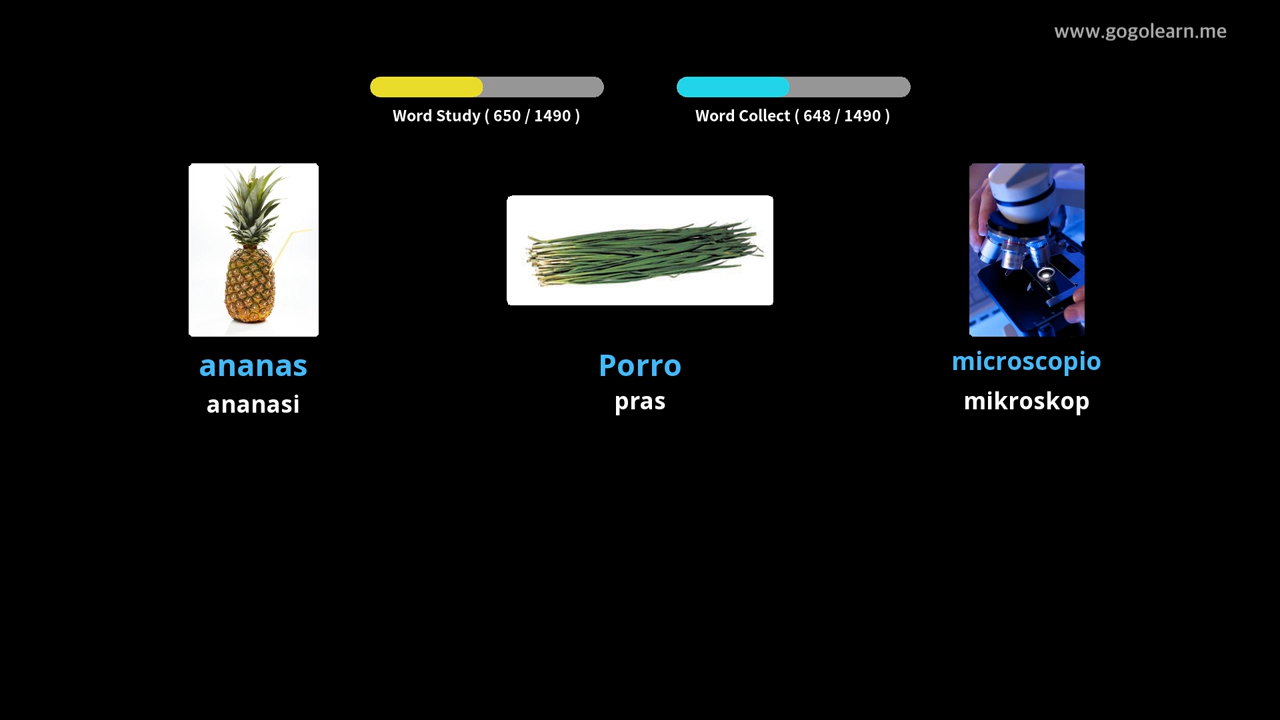 www.gogolearn.me
Word Study ( 650 / 1490 )
Word Collect ( 648 / 1490 )
ananas
ananasi
Porro
pras
microscopio
mikroskop